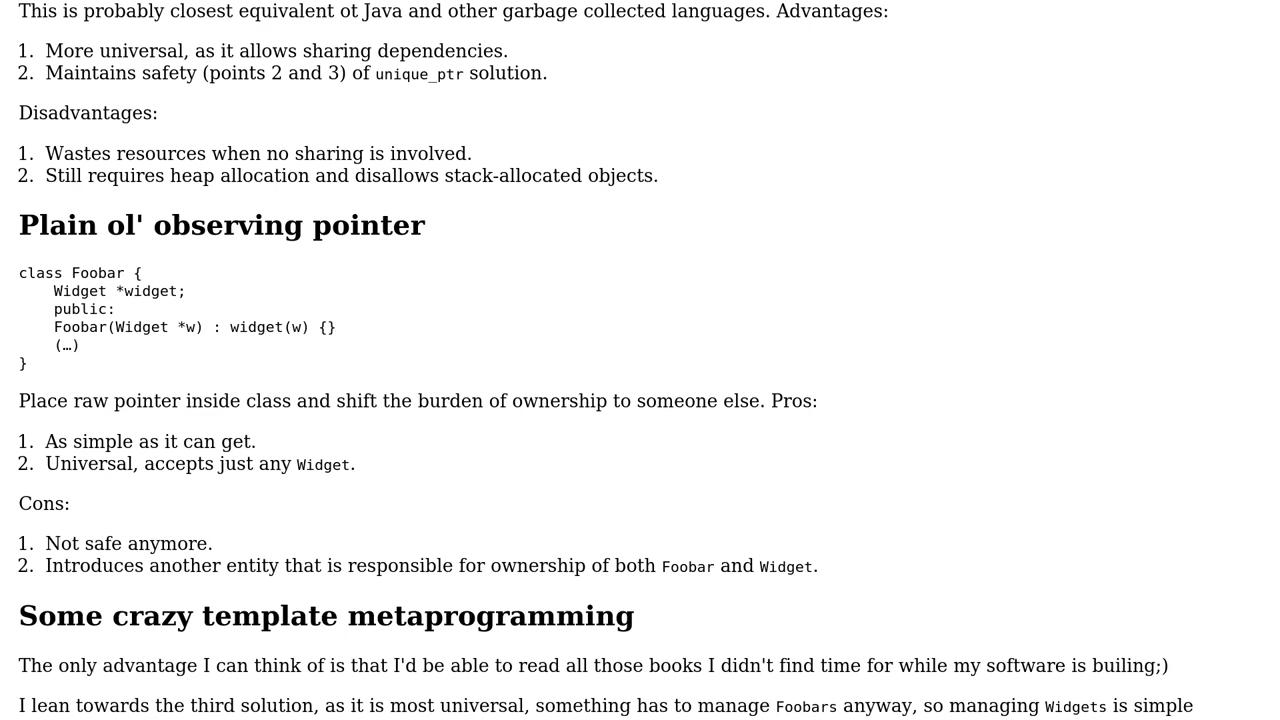 This is probably closest equivalent ot Java and other garbage collected languages. Advantages:
1. More universal, as it allows sharing dependencies.
2. Maintains safety (points 2 and 3) of unique_ptr solution.
Disadvantages:
1. Wastes resources when no sharing is involved.
2. Still requires heap allocation and disallows stack-allocated objects.
Plain ol' observing pointer
class Foobar {
    Widget *widget;
    public:
    Foobar(Widget *w) : widget(w) {}
    (…)
}
Place raw pointer inside class and shift the burden of ownership to someone else. Pros:
1. As simple as it can get.
2. Universal, accepts just any Widget.
Cons:
1. Not safe anymore.
2. Introduces another entity that is responsible for ownership of both Foobar and Widget.
Some crazy template metaprogramming
The only advantage I can think of is that I'd be able to read all those books I didn't find time for while my software is builing;)
I lean towards the third solution, as it is most universal, something has to manage Foobars anyway, so managing Widgets is simple